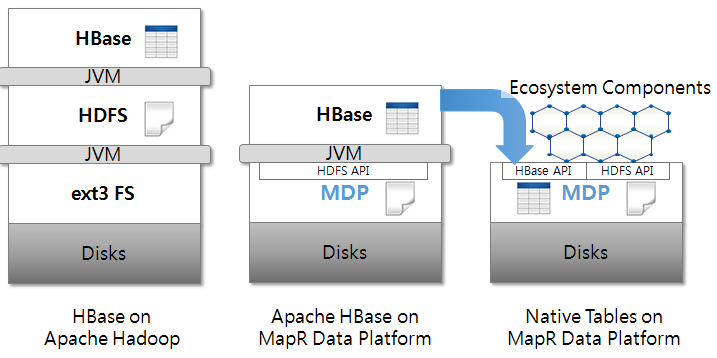 HBase
JVM
HDFS
JVM
ext3 FS
Disks
HBase on
Apache Hadoop
HBase
JVM
HDFS API
MDP
Disks
Apache HBase on
MapR Data Platform
Ecosystem Components
HBase API
HDFS API
MDP
Disks
Native Tables on
MapR Data Platform